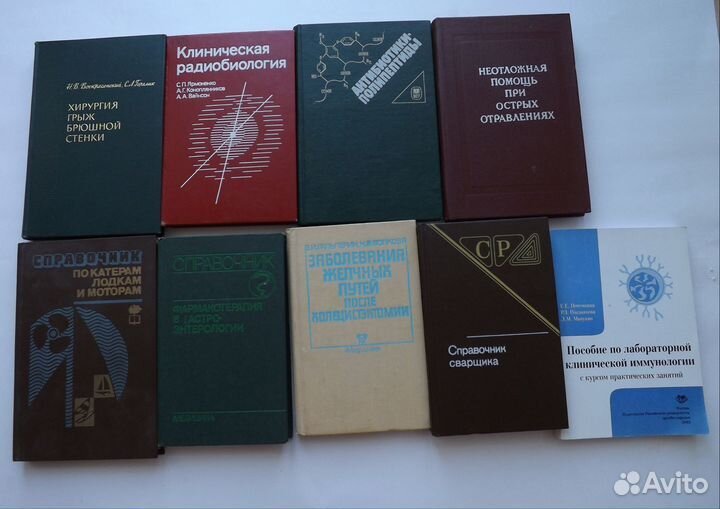 Н.В. Воскресенский, С.Л. Горелик
ХИРУРГИЯ
ГРЫЖ
БРЮШНОЙ
СТЕНКИ
Клиническая
радиобиология
С.П. Ярмоненко
А.Г. Коноплянников
А.А. Вайнсон
АНТИБИОТИКИ-
ПОЛИПЕПТИДЫ
НЕОТЛОЖНАЯ
ПОМОЩЬ
ПРИ
ОСТРЫХ
ОТРАВЛЕНИЯХ
СПРАВОЧНИК
ПО КАТЕРАМ
ЛОДКАМ
И МОТОРАМ
СПРАВОЧНИК
ФАРМАКОТЕРАПИЯ
В ГАСТРО-
ЭНТЕРОЛОГИИ
МЕДИЦИНА
ЗАБОЛЕВАНИЯ
ЖЕЛЧНЫХ
ПУТЕЙ
ПОСЛЕ
ХОЛЕЦИСТЭКТОМИИ
Медицина
СР
Справочник
сварщика
Пособие по лабораторной
клинической иммунологии
с курсом практических занятий
Avito